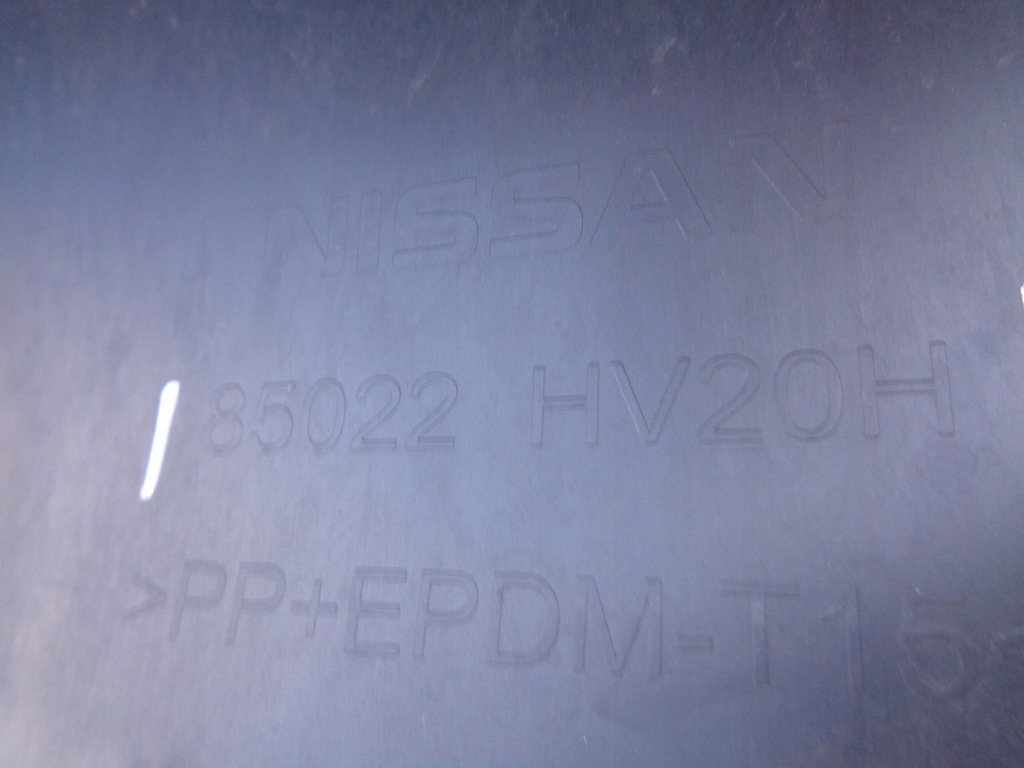 NISSAN
85022 HV20H
>PP+EPDM-T15<